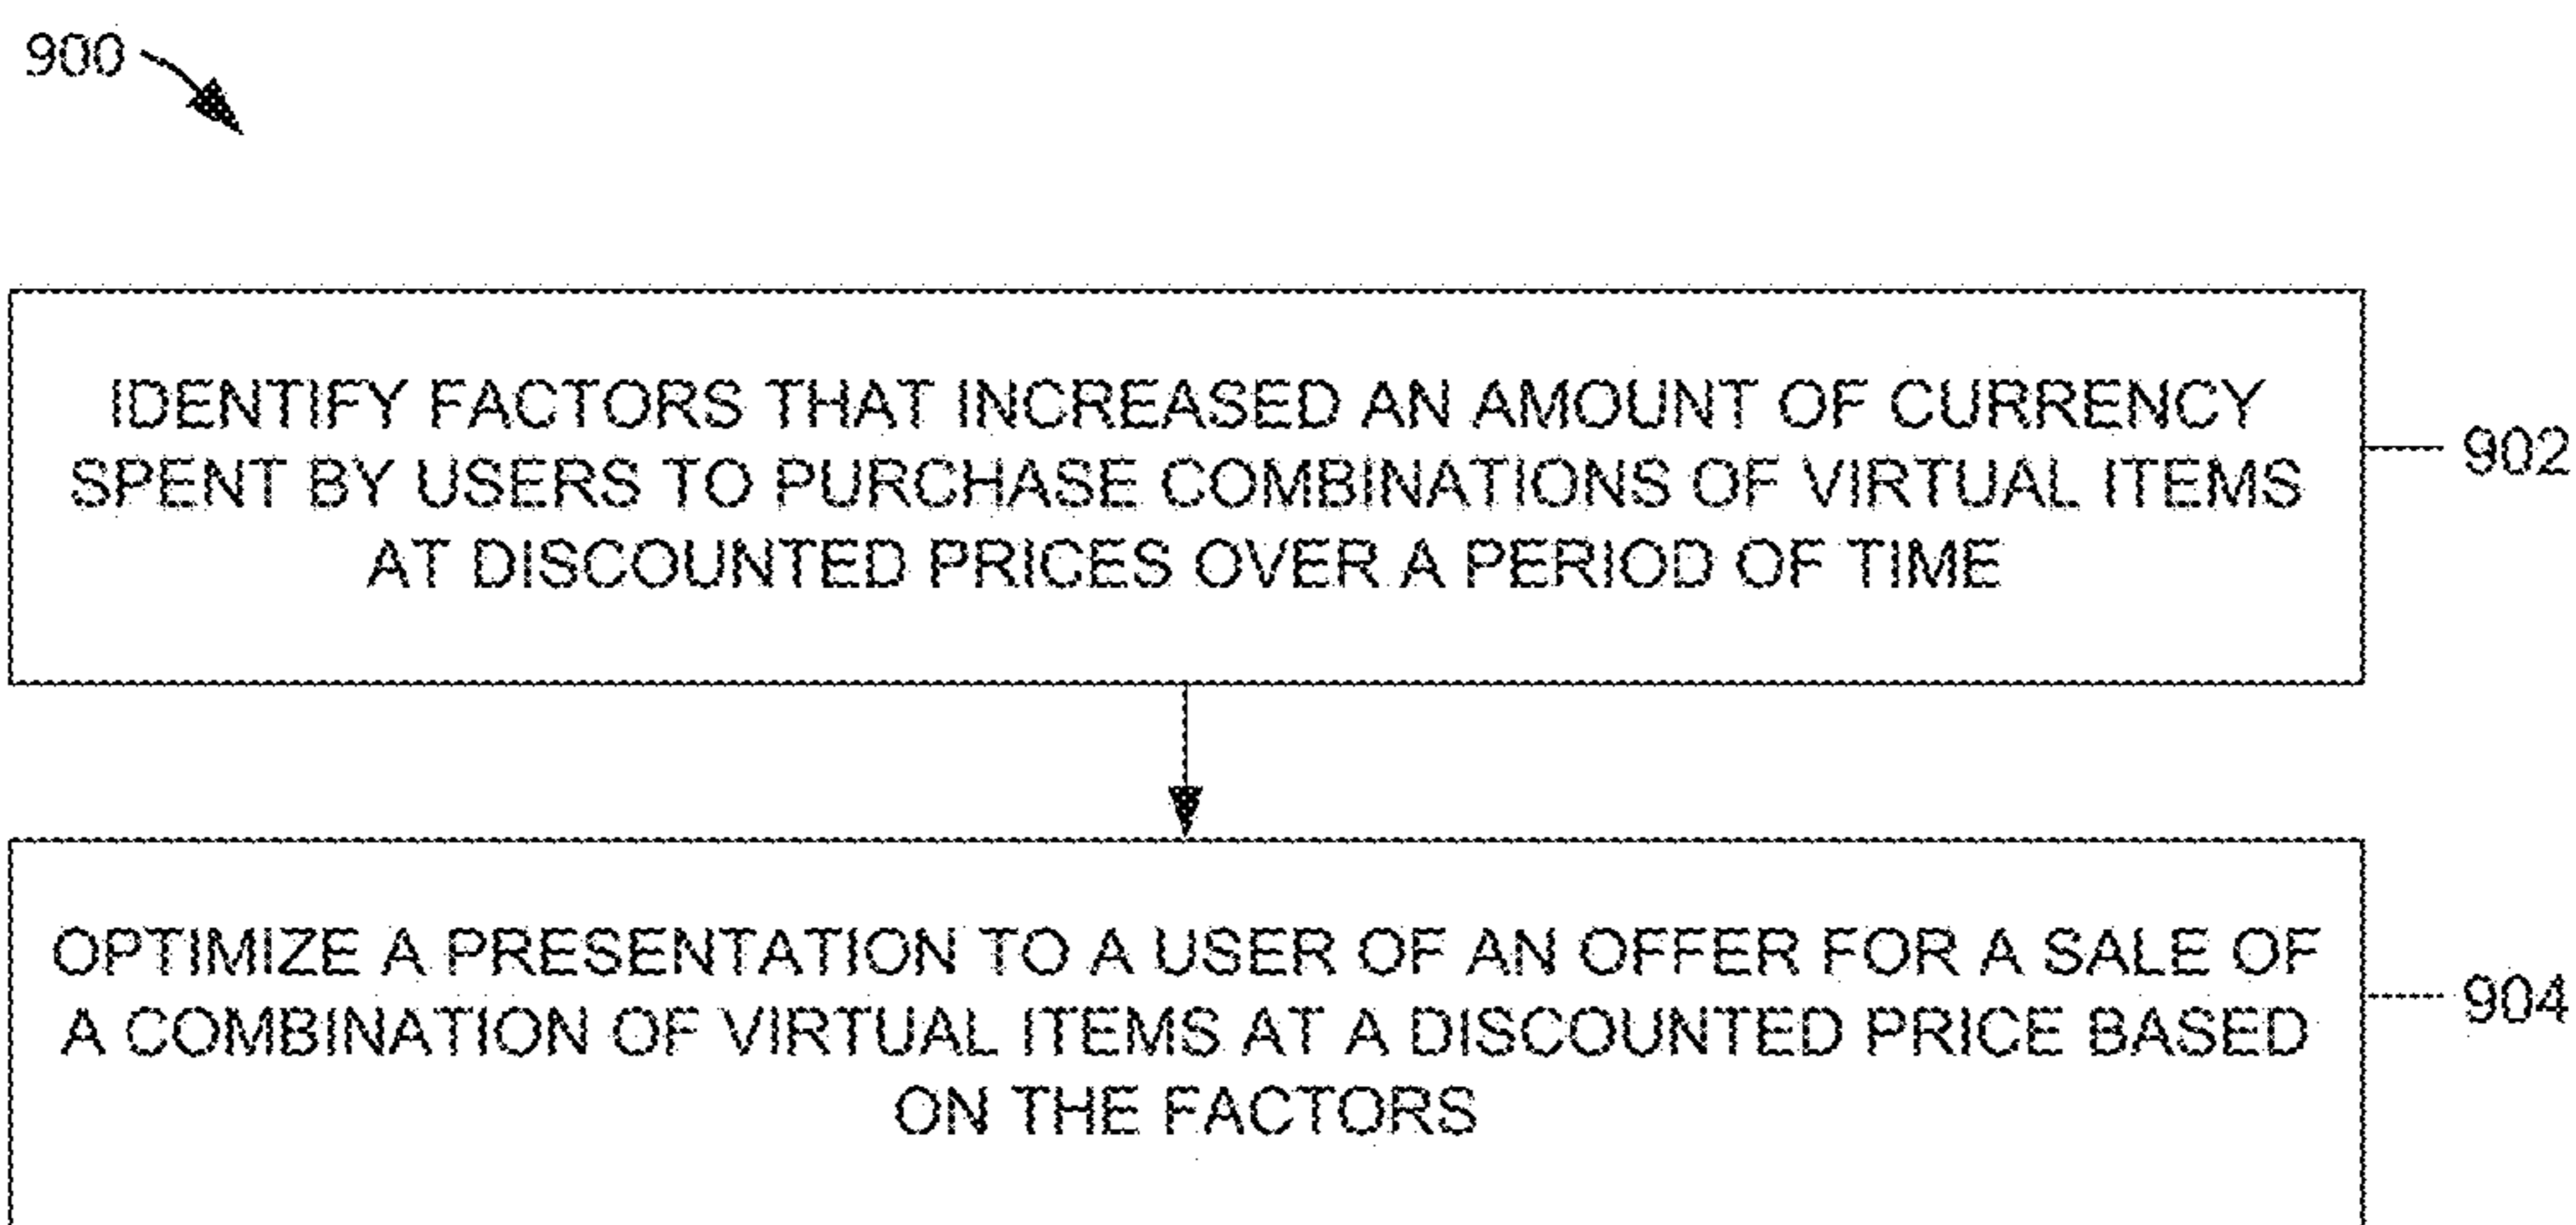 900
IDENTIFY FACTORS THAT INCREASED AN AMOUNT OF CURRENCY
SPENT BY USERS TO PURCHASE COMBINATIONS OF VIRTUAL ITEMS
AT DISCOUNTED PRICES OVER A PERIOD OF TIME
902
OPTIMIZE A PRESENTATION TO A USER OF AN OFFER FOR A SALE OF
A COMBINATION OF VIRTUAL ITEMS AT A DISCOUNTED PRICE BASED
ON THE FACTORS
904